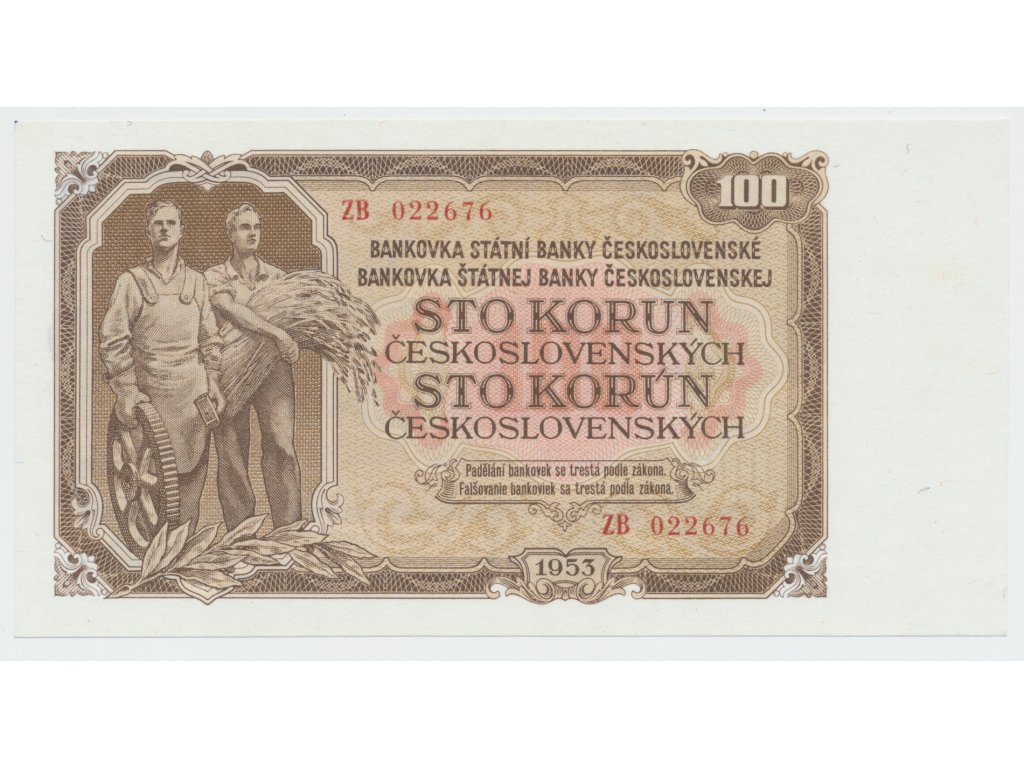 100
ZB 022676
BANKOVKA STÁTNÍ BANKY ČESKOSLOVENSKÉ
BANKOVKA ŠTÁTNEJ BANKY ČESKOSLOVENSKEJ
STO KORUN
ČESKOSLOVENSKÝCH
STO KORÚN
ČESKOSLOVENSKÝCH
Padělání bankovek se trestá podle zákona.
Falšovanie bankoviek sa trestá podľa zákona.
ZB 022676
1953